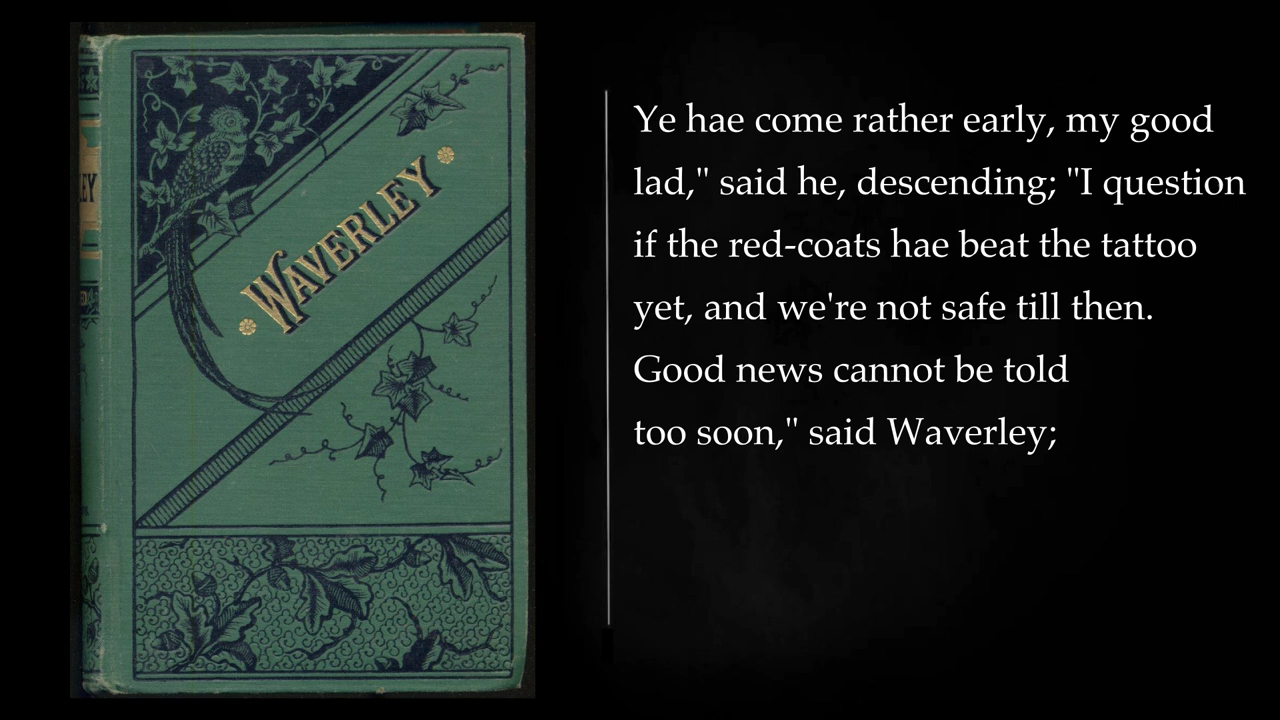 WAVERLEY
Ye hae come rather early, my good
lad," said he, descending; "I question
if the red-coats hae beat the tattoo
yet, and we're not safe till then.
Good news cannot be told
too soon," said Waverley;